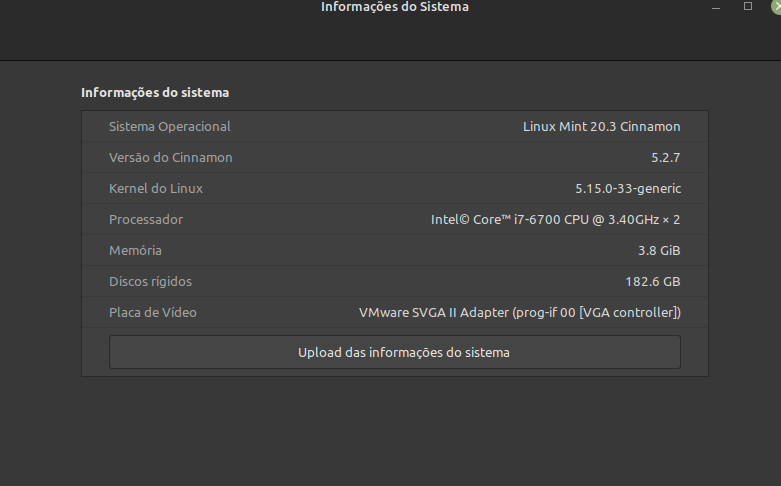 Informações do Sistema
Informações do sistema
Sistema Operacional Linux Mint 20.3 Cinnamon
Versão do Cinnamon 5.2.7
Kernel do Linux 5.15.0-33-generic
Processador Intel© Core™ i7-6700 CPU @ 3.40GHz × 2
Memória 3.8 GiB
Discos rígidos 182.6 GB
Placa de Vídeo VMware SVGA II Adapter (prog-if 00 [VGA controller])
Upload das informações do sistema